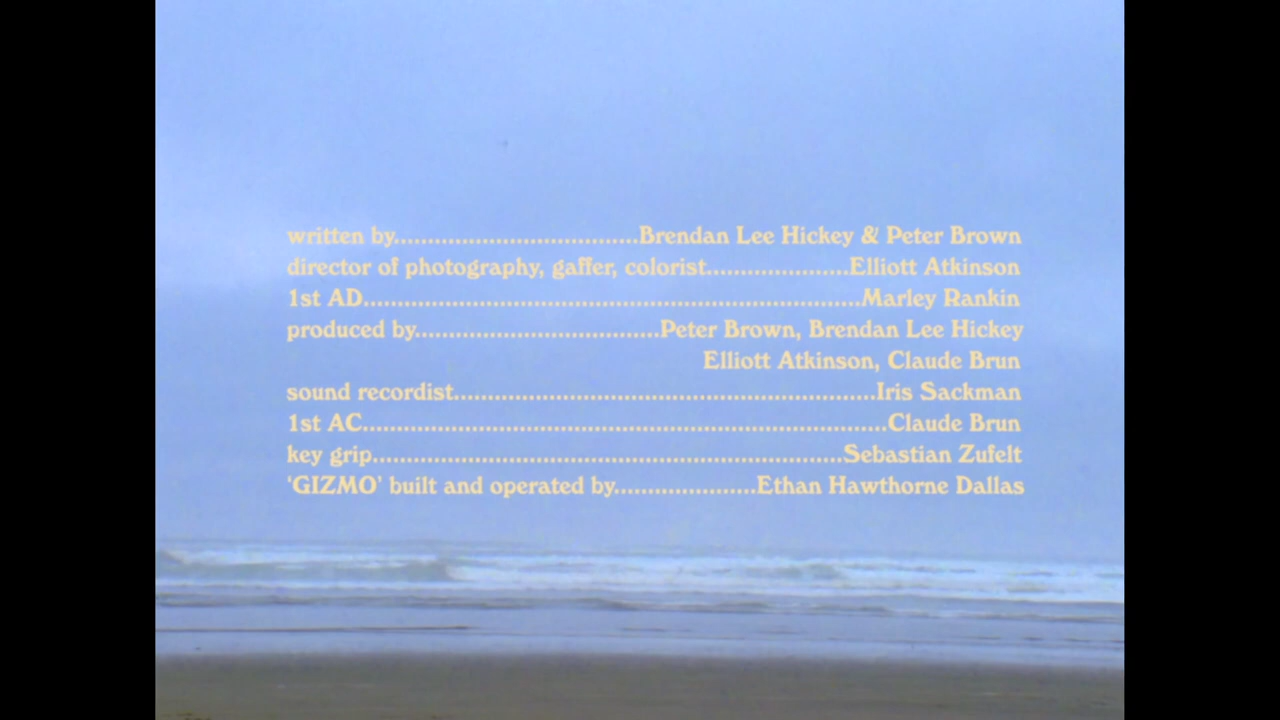 written by....................................Brendan Lee Hickey & Peter Brown
director of photography, gaffer, colorist.....................Elliott Atkinson
1st AD..........................................................................Marley Rankin
produced by....................................Peter Brown, Brendan Lee Hickey
Elliott Atkinson, Claude Brun
sound recordist..............................................................Iris Sackman
1st AC.............................................................................Claude Brun
key grip.....................................................................Sebastian Zufelt
‘GIZMO’ built and operated by.....................Ethan Hawthorne Dallas